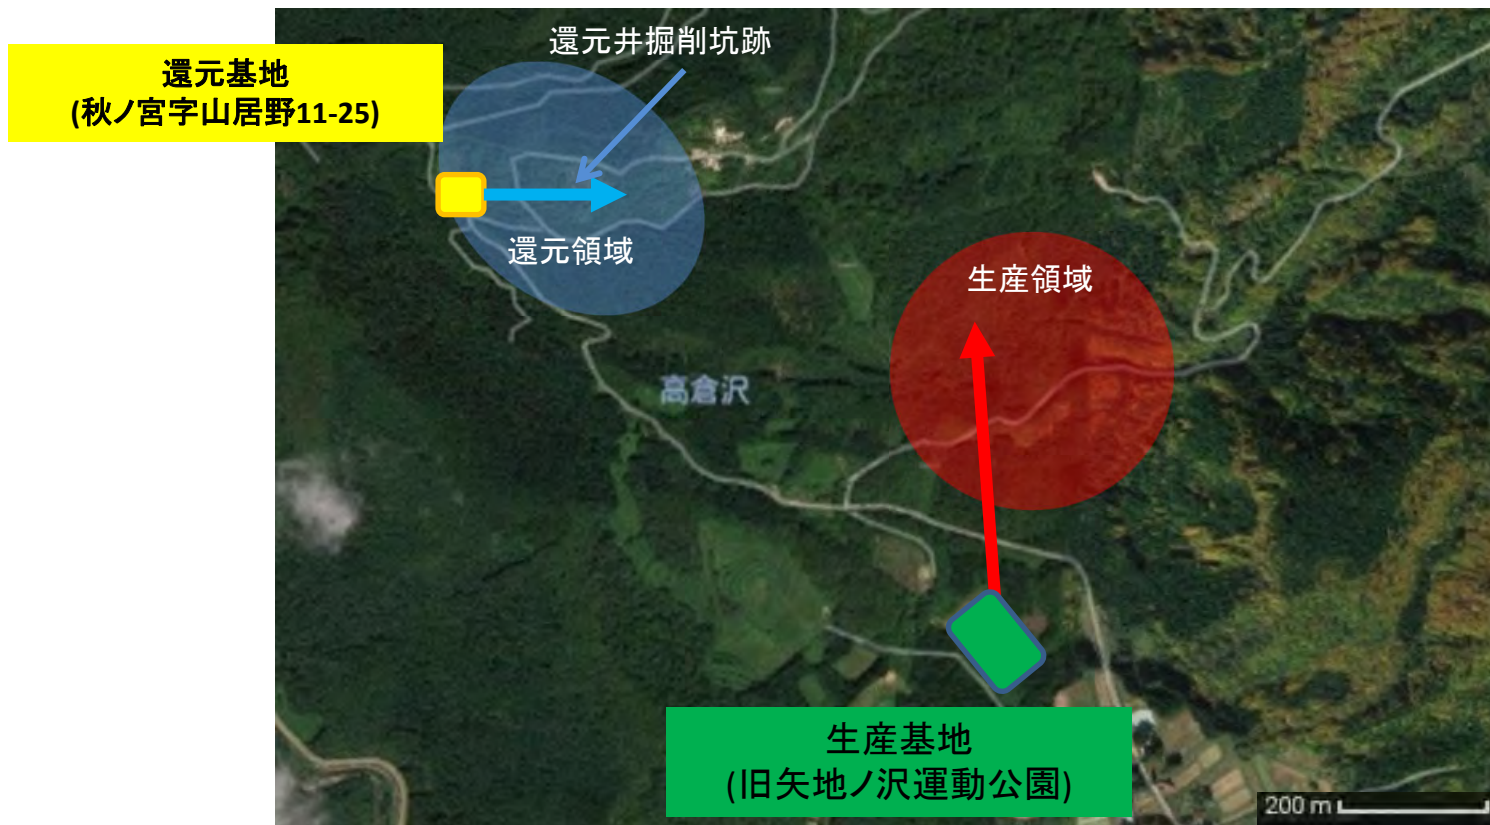 還元井掘削坑跡
還元基地
(秋ノ宮字山居野11-25)
還元領域
生産領域
高倉沢
生産基地
(旧矢地ノ沢運動公園)
200 m